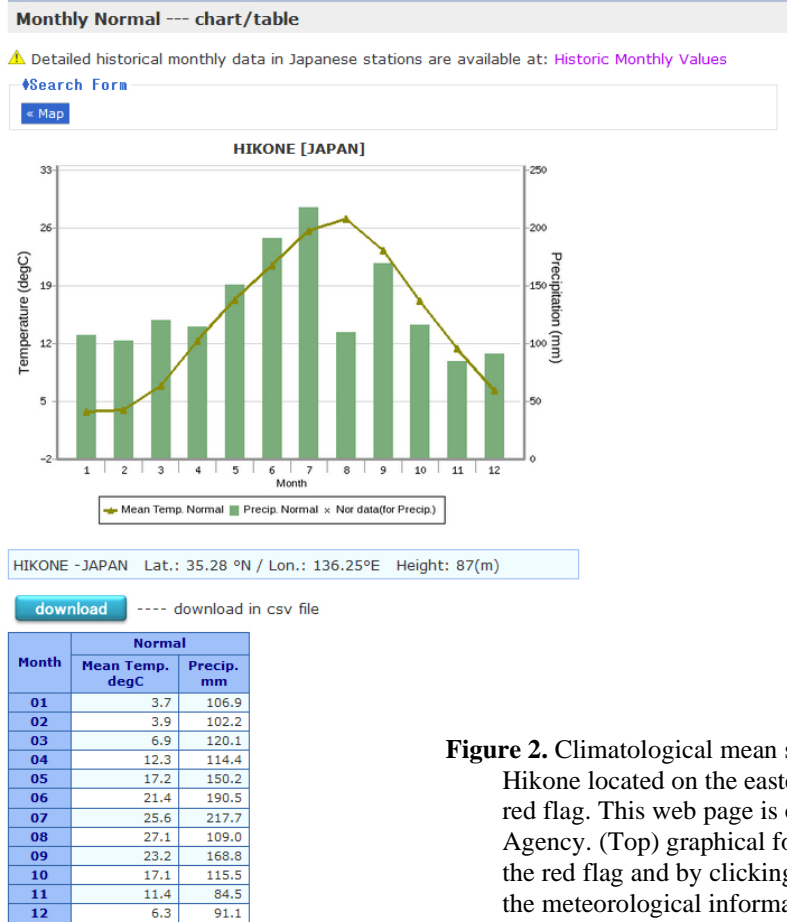 Monthly Normal --- chart/table
Detailed historical monthly data in Japanese stations are available at: Historic Monthly Values
Search Form
« Map
HIKONE [JAPAN]
33
26
19
12
5
-2
Temperature (degC)
250
200
150
100
50
0
Precipitation (mm)
1 2 3 4 5 6 7 8 9 10 11 12
Month
Mean Temp. Normal Precip. Normal × Nor data(for Precip.)
HIKONE -JAPAN Lat.: 35.28 ºN / Lon.: 136.25ºE Height: 87(m)
download ---- download in csv file
Month Normal
Mean Temp. degC Precip. mm
01 3.7 106.9
02 3.9 102.2
03 6.9 120.1
04 12.3 114.4
05 17.2 150.2
06 21.4 190.5
07 25.6 217.7
08 27.1 109.0
09 23.2 168.8
10 17.1 115.5
11 11.4 84.5
12 6.3 91.1
Figure 2. Climatological mean
Hikone located on the
red flag. This web page is
Agency. (Top) graphical
the red flag and by
the meteorological